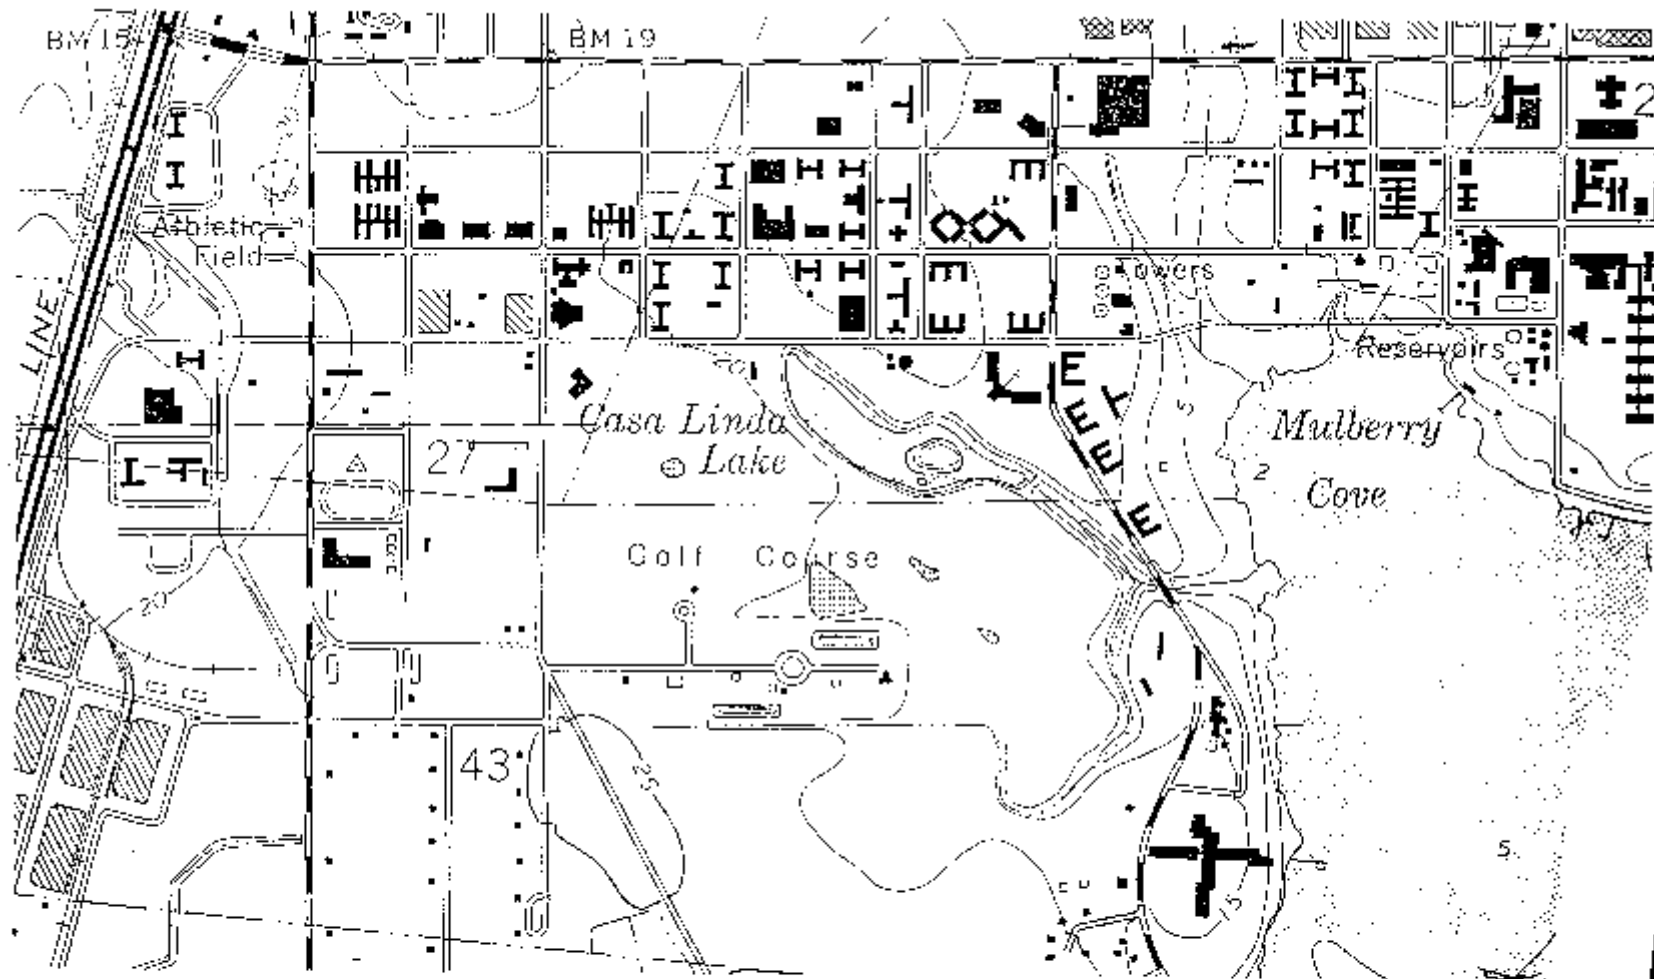 BM 15
BM 19
2
Athletic
Field
Towers
LINE
Reservoirs
5
Casa Linda
Lake
Mulberry
Cove
27
2
Golf Course
20
43
25
5
15